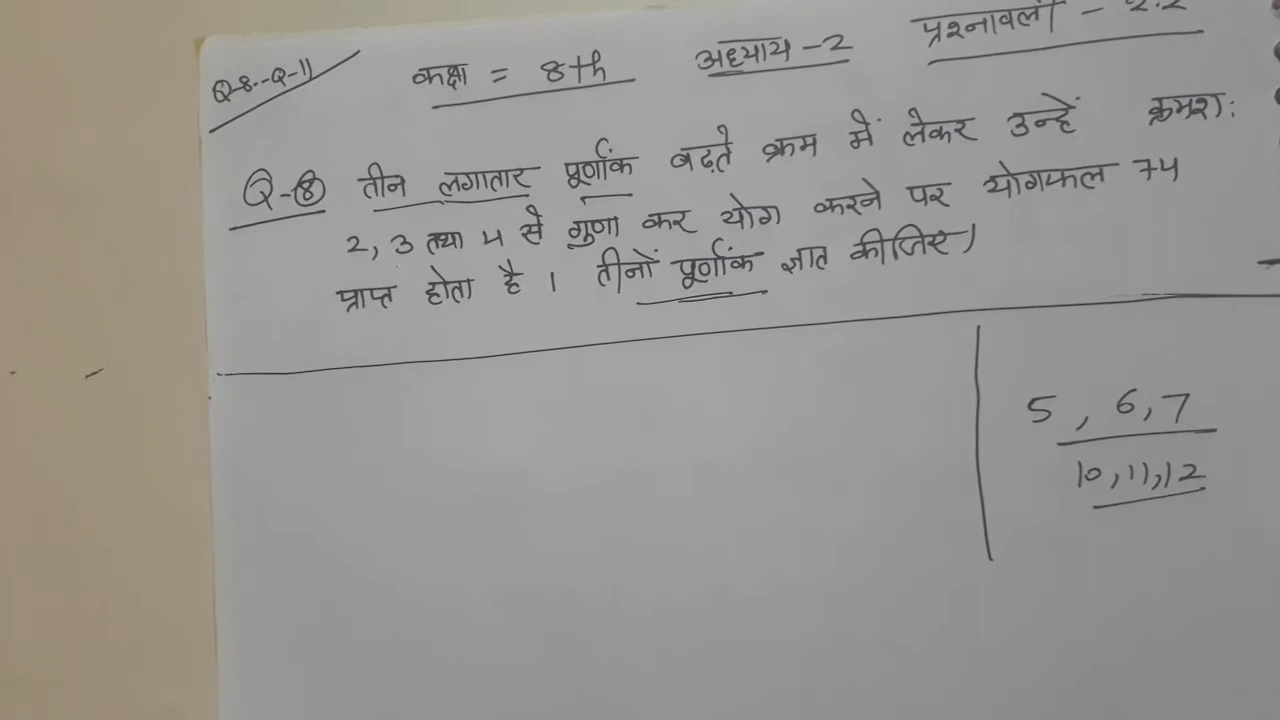 Q-8--Q-11
कक्षा = 8th अध्याय-2 प्रश्नावली - 2.2
Q-8 तीन लगातार पूर्णांक बढ़ते क्रम में लेकर उन्हें क्रमश:
2, 3 तथा 4 से गुणा कर योग करने पर योगफल 74
प्राप्त होता है । तीनों पूर्णांक ज्ञात कीजिए।
5, 6, 7
10, 11, 12